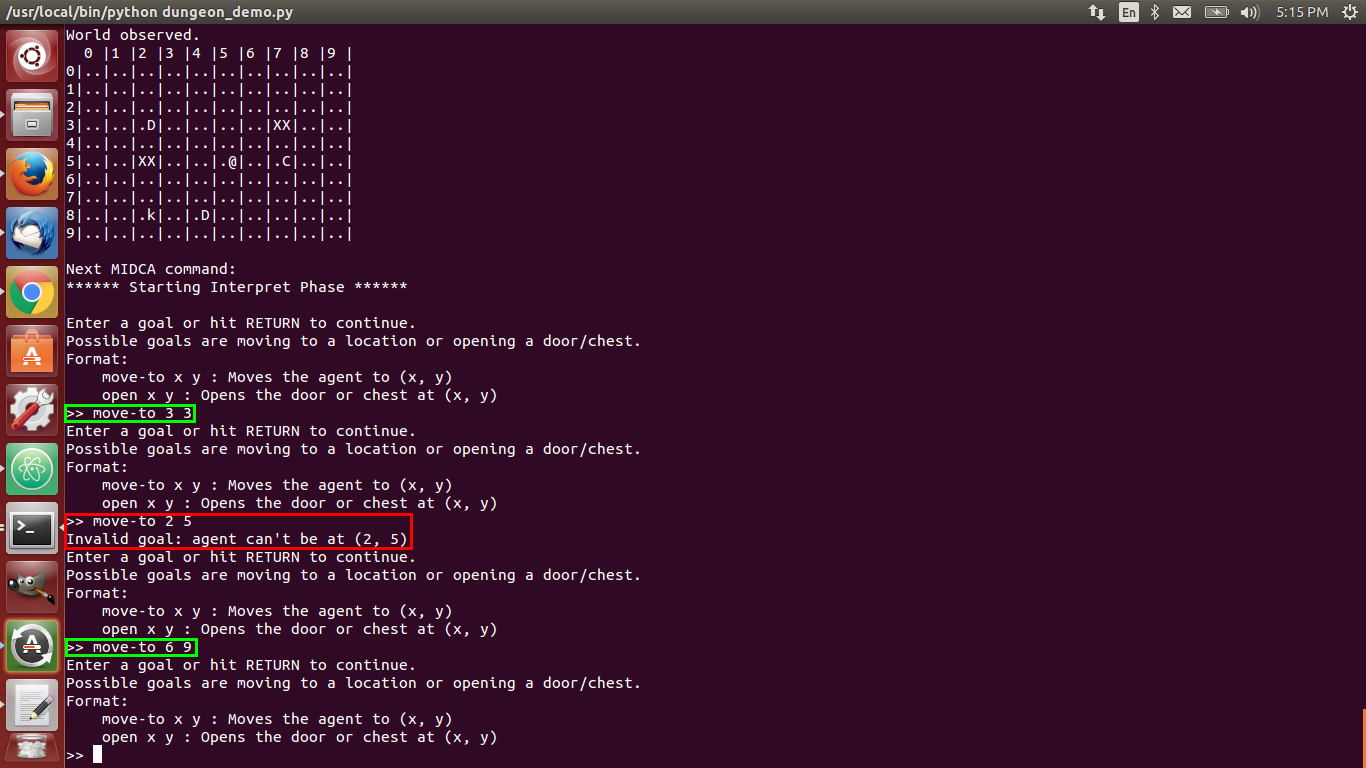 /usr/local/bin/python dungeon_demo.py En 5:15 PM
World observed.
  0 |1 |2 |3 |4 |5 |6 |7 |8 |9 |
0|..|..|..|..|..|..|..|..|..|..|
1|..|..|..|..|..|..|..|..|..|..|
2|..|..|..|..|..|..|..|..|..|..|
3|..|..|.D|..|..|..|..|XX|..|..|
4|..|..|..|..|..|..|..|..|..|..|
5|..|..|XX|..|..|.@|..|.C|..|..|
6|..|..|..|..|..|..|..|..|..|..|
7|..|..|..|..|..|..|..|..|..|..|
8|..|..|.k|..|.D|..|..|..|..|..|
9|..|..|..|..|..|..|..|..|..|..|
Next MIDCA command:
****** Starting Interpret Phase ******
Enter a goal or hit RETURN to continue.
Possible goals are moving to a location or opening a door/chest.
Format:
    move-to x y : Moves the agent to (x, y)
    open x y : Opens the door or chest at (x, y)
>> move-to 3 3
Enter a goal or hit RETURN to continue.
Possible goals are moving to a location or opening a door/chest.
Format:
    move-to x y : Moves the agent to (x, y)
    open x y : Opens the door or chest at (x, y)
>> move-to 2 5
Invalid goal: agent can't be at (2, 5)
Enter a goal or hit RETURN to continue.
Possible goals are moving to a location or opening a door/chest.
Format:
    move-to x y : Moves the agent to (x, y)
    open x y : Opens the door or chest at (x, y)
>> move-to 6 9
Enter a goal or hit RETURN to continue.
Possible goals are moving to a location or opening a door/chest.
Format:
    move-to x y : Moves the agent to (x, y)
    open x y : Opens the door or chest at (x, y)
>>